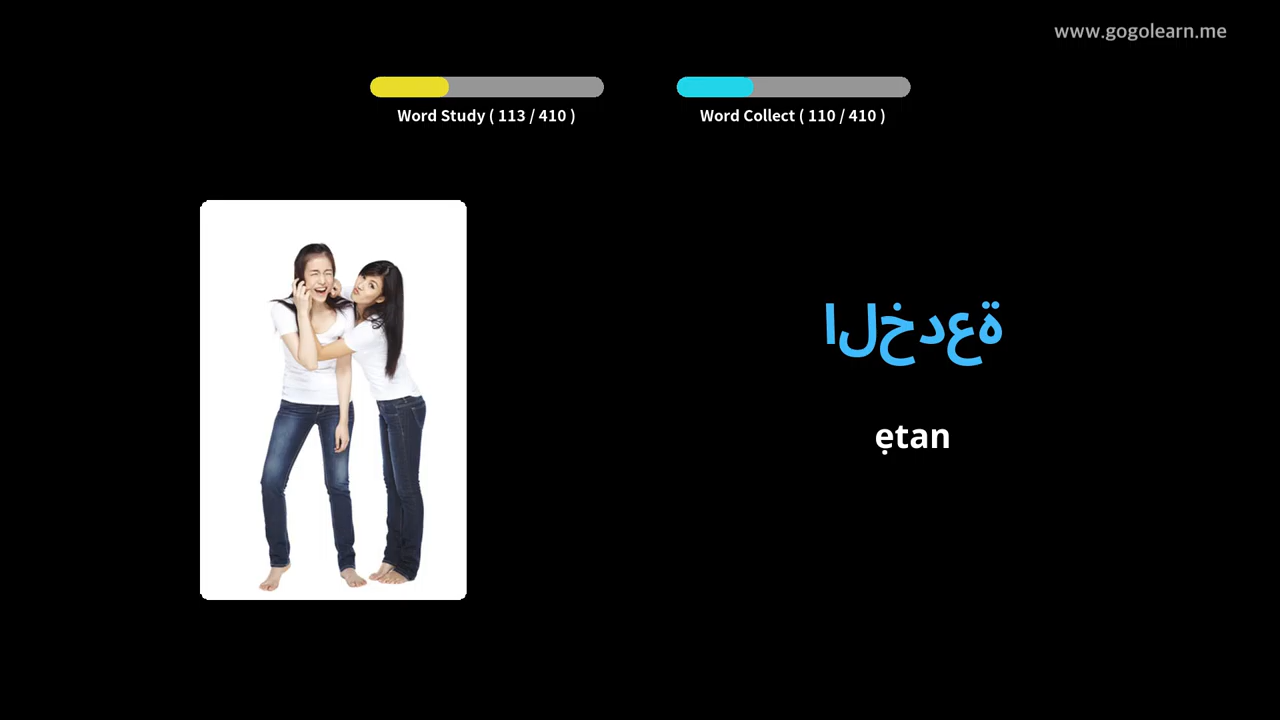 www.gogolearn.me
Word Study ( 113 / 410 )
Word Collect ( 110 / 410 )
الخدعة
ẹtan